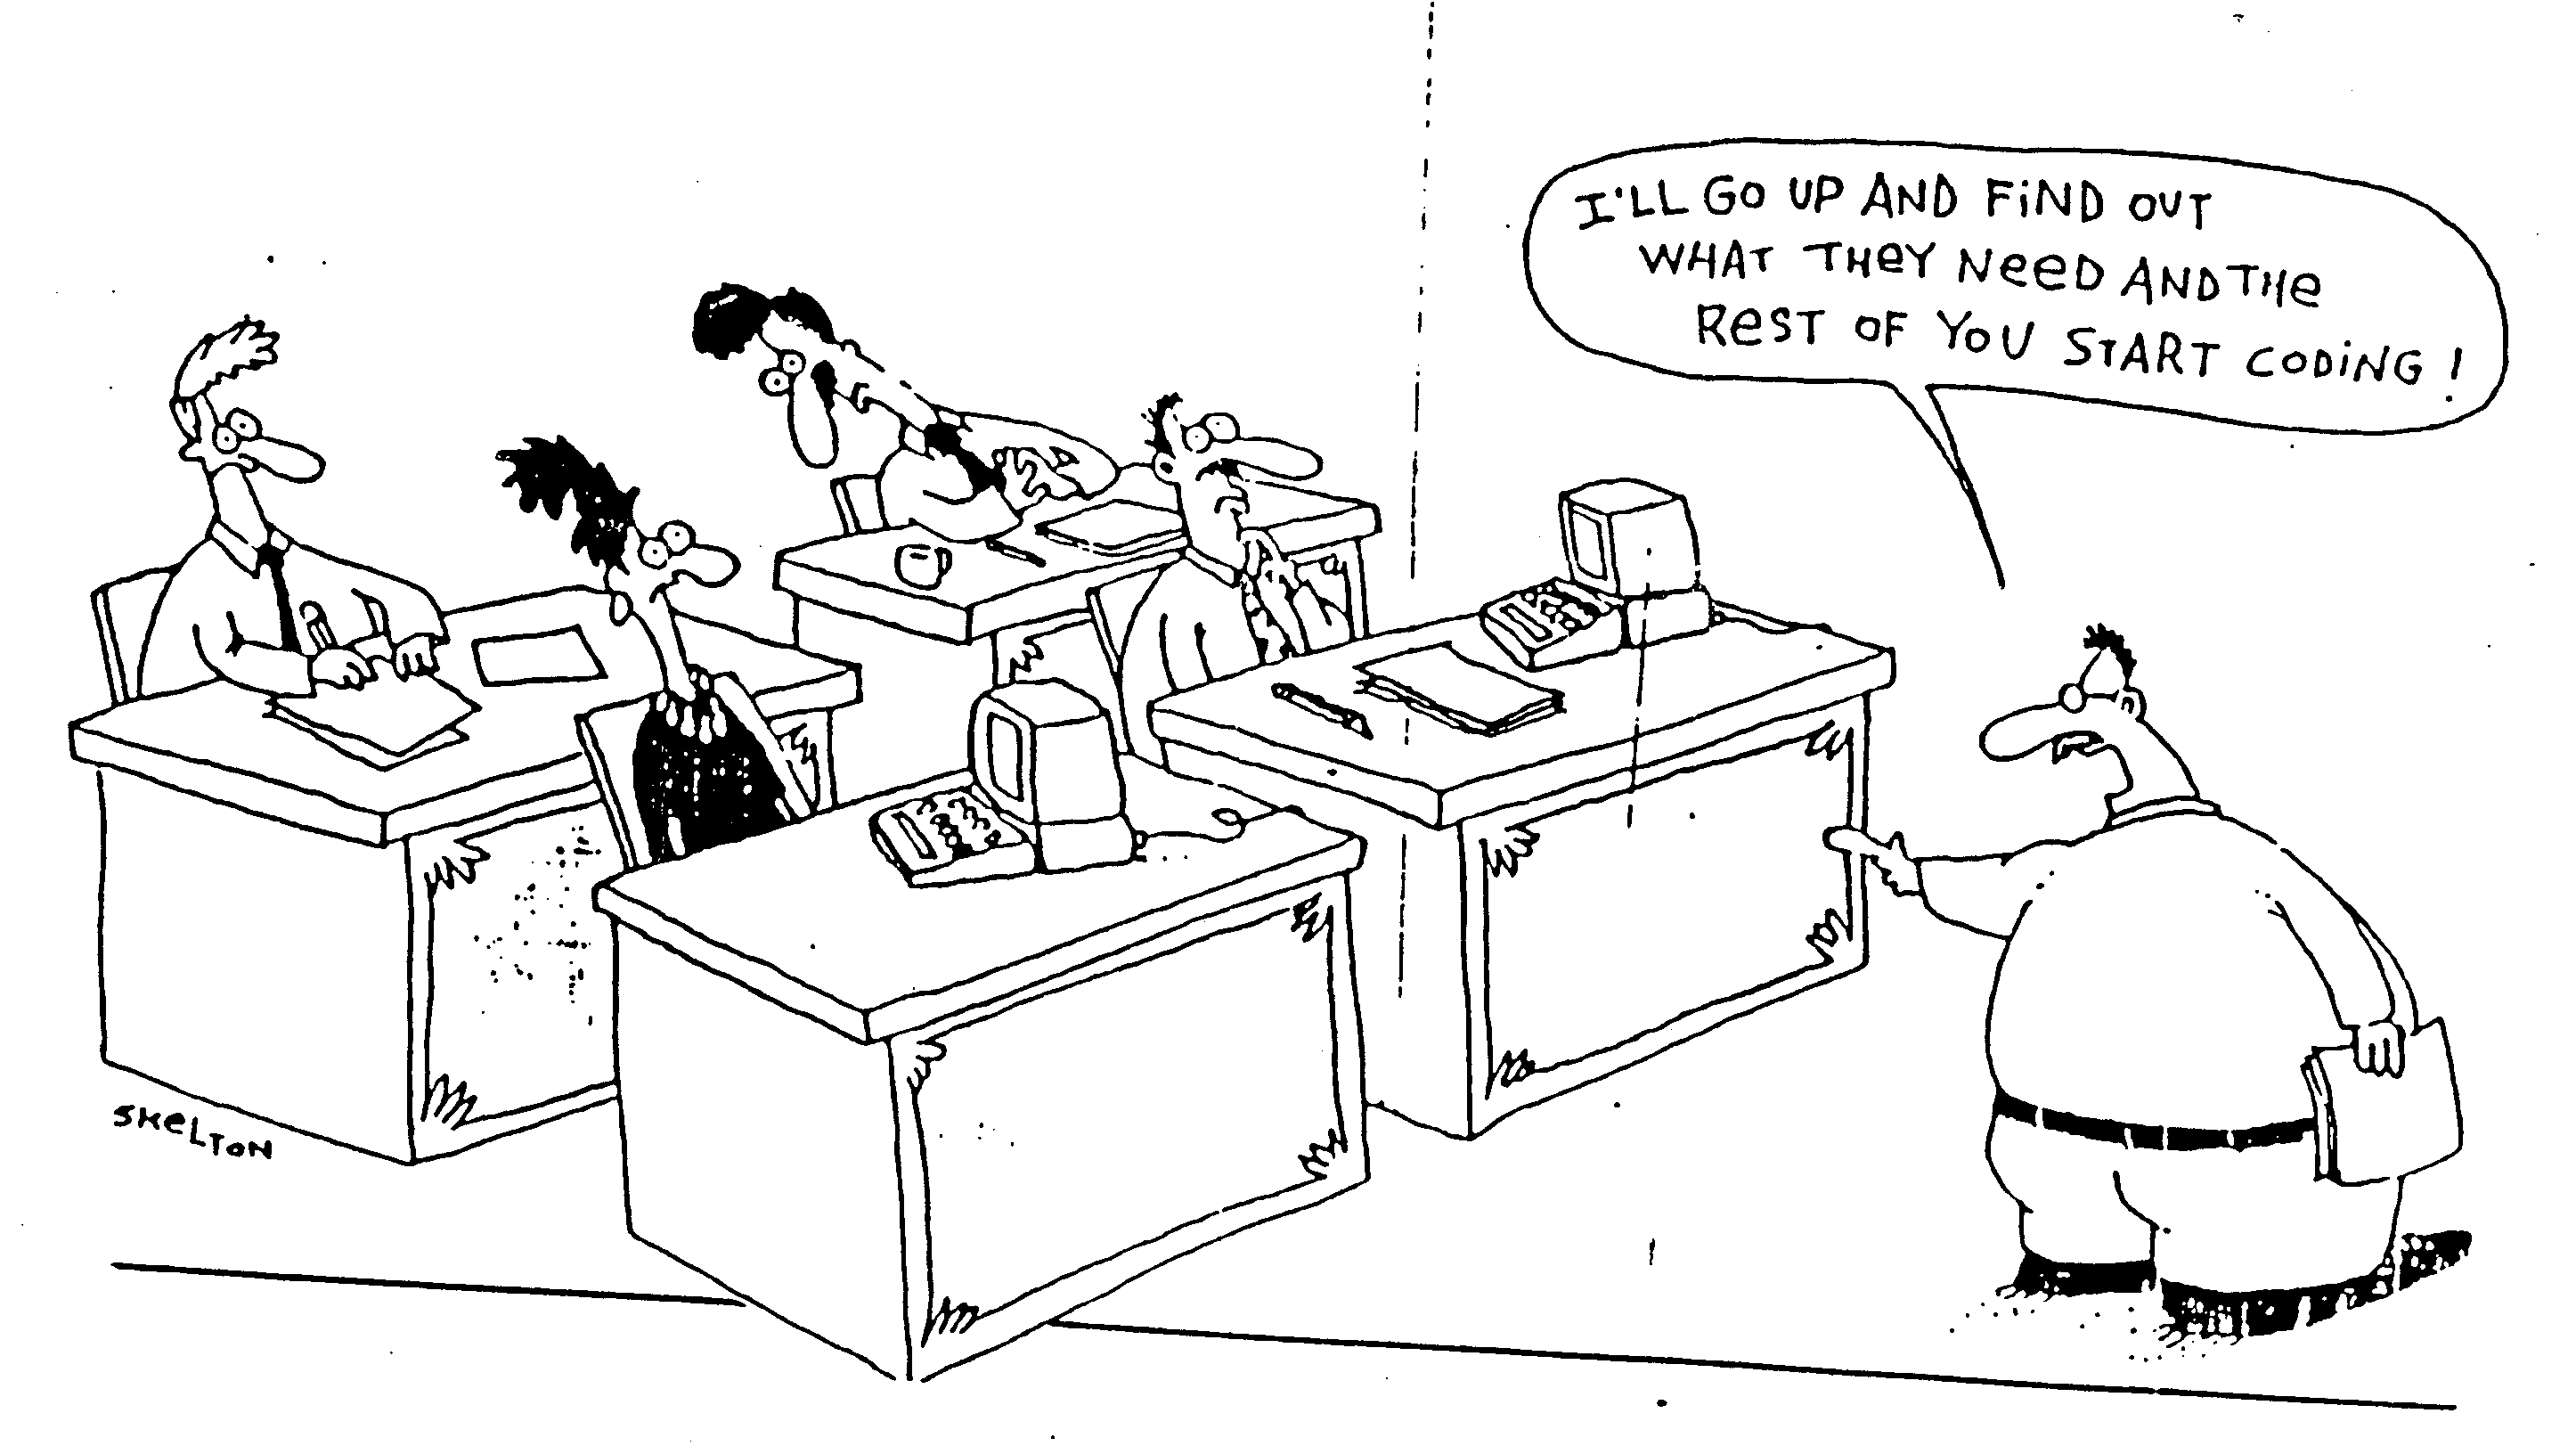 I'LL GO UP AND FIND OUT
WHAT THEY NEED AND THE
REST OF YOU START CODING!
SKELTON